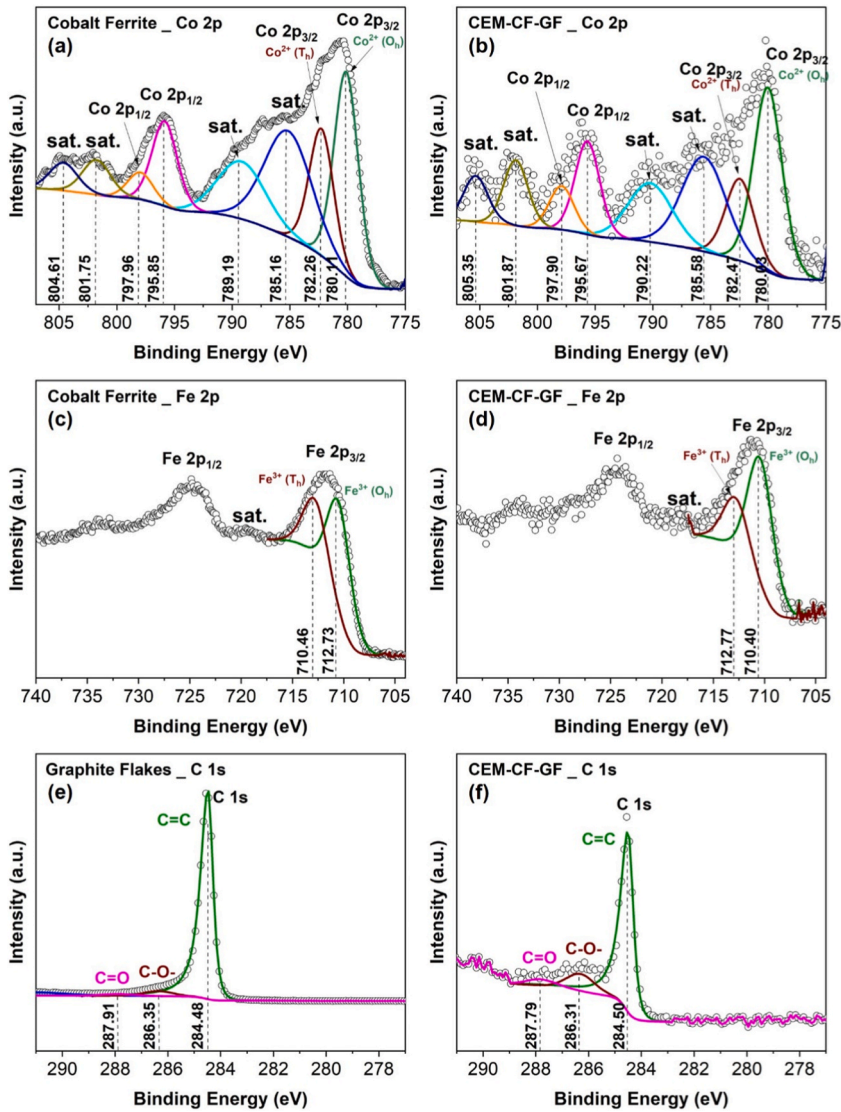 Cobalt Ferrite _ Co 2p
(a)
Co 2p3/2
Co 2p3/2
Co²⁺ (Th)
Co²⁺ (Oh)
Co 2p1/2
Co 2p1/2
sat.
sat.
sat.
sat.
804.61
801.75
797.96
795.85
789.19
785.16
782.26
780.11
805 800 795 790 785 780 775
Binding Energy (eV)
Intensity (a.u.)
CEM-CF-GF _ Co 2p
(b)
Co 2p3/2
Co 2p3/2
Co²⁺ (Th)
Co²⁺ (Oh)
Co 2p1/2
Co 2p1/2
sat.
sat.
sat.
sat.
805.35
801.87
797.90
795.67
790.22
785.58
782.4
780.03
805 800 795 790 785 780 775
Binding Energy (eV)
Intensity (a.u.)
Cobalt Ferrite _ Fe 2p
(c)
Fe 2p1/2
Fe 2p3/2
Fe³⁺ (Th)
Fe³⁺ (Oh)
sat.
710.46
712.73
740 735 730 725 720 715 710 705
Binding Energy (eV)
Intensity (a.u.)
CEM-CF-GF _ Fe 2p
(d)
Fe 2p1/2
Fe 2p3/2
Fe³⁺ (Th)
Fe³⁺ (Oh)
sat.
712.77
710.40
740 735 730 725 720 715 710 705
Binding Energy (eV)
Intensity (a.u.)
Graphite Flakes _ C 1s
(e)
C 1s
C=C
C=O
C-O-
287.91
286.35
284.48
290 288 286 284 282 280 278
Binding Energy (eV)
Intensity (a.u.)
CEM-CF-GF _ C 1s
(f)
C 1s
C=C
C=O
C-O-
287.79
286.31
284.50
290 288 286 284 282 280 278
Binding Energy (eV)
Intensity (a.u.)